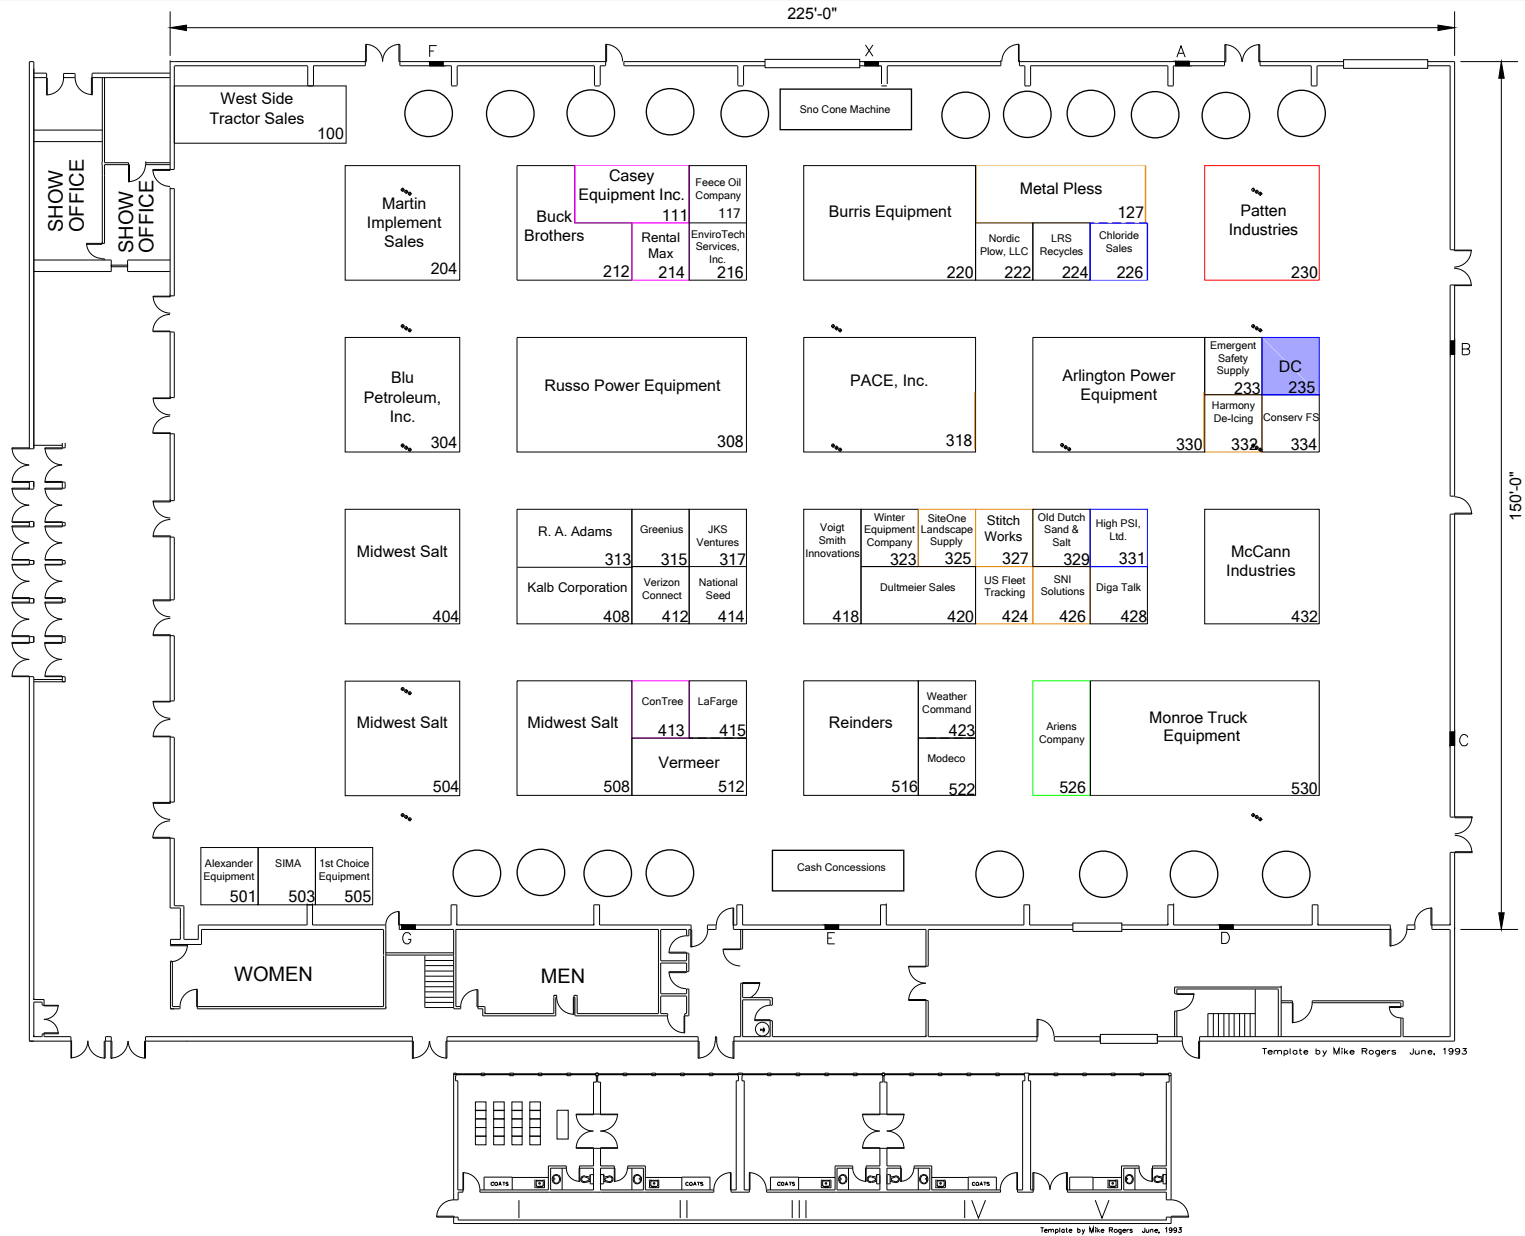 225'-0"
F
X
A
West Side
Tractor Sales
100
Sno Cone Machine
SHOW
OFFICE
SHOW
OFFICE
Martin
Implement
Sales
204
Buck
Brothers
212
Casey
Equipment Inc.
111
Feece Oil
Company
117
Rental
Max
214
EnviroTech
Services,
Inc.
216
Burris Equipment
220
Metal Pless
127
Nordic
Plow, LLC
222
LRS
Recycles
224
Chloride
Sales
226
Patten
Industries
230
Blu
Petroleum,
Inc.
304
Russo Power Equipment
308
PACE, Inc.
318
Arlington Power
Equipment
330
Emergent
Safety
Supply
233
DC
235
Harmony
De-Icing
332
Conserv FS
334
B
150'-0"
Midwest Salt
404
R. A. Adams
313
Greenius
315
JKS
Ventures
317
Kalb Corporation
408
Verizon
Connect
412
National
Seed
414
Voigt
Smith
Innovations
418
Winter
Equipment
Company
323
SiteOne
Landscape
Supply
325
Stitch
Works
327
Old Dutch
Sand &
Salt
329
High PSI,
Ltd.
331
Dultmeier Sales
420
US Fleet
Tracking
424
SNI
Solutions
426
Diga Talk
428
McCann
Industries
432
Midwest Salt
504
Midwest Salt
508
ConTree
413
LaFarge
415
Vermeer
512
Reinders
516
Weather
Command
423
Modeco
522
Ariens
Company
526
Monroe Truck
Equipment
530
C
Alexander
Equipment
501
SIMA
503
1st Choice
Equipment
505
Cash Concessions
G
E
D
WOMEN
MEN
Template by Mike Rogers June, 1993
COATS
COATS
COATS
COATS
I
II
III
IV
V
Template by Mike Rogers June, 1993